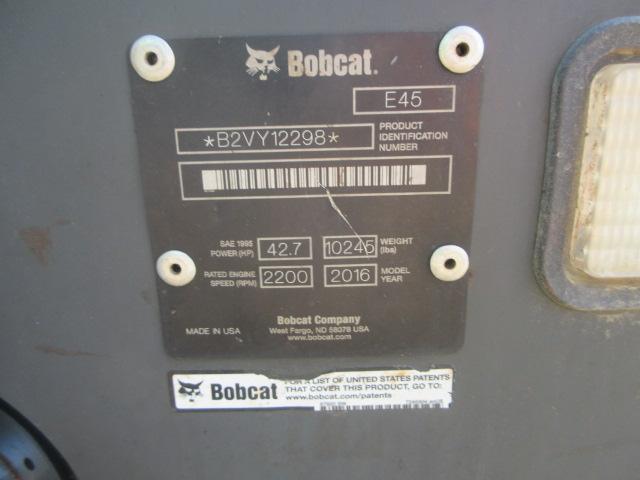 Bobcat.
E45
*B2VY12298*
PRODUCT
IDENTIFICATION
NUMBER
SAE 1995
POWER (HP)
42.7
10245
WEIGHT
(lbs)
RATED ENGINE
SPEED (RPM)
2200
2016
MODEL
YEAR
Bobcat Company
MADE IN USA
West Fargo, ND 58078 USA
www.bobcat.com
Bobcat
FOR A LIST OF UNITED STATES PATENTS
THAT COVER THIS PRODUCT, GO TO:
www.bobcat.com/patents